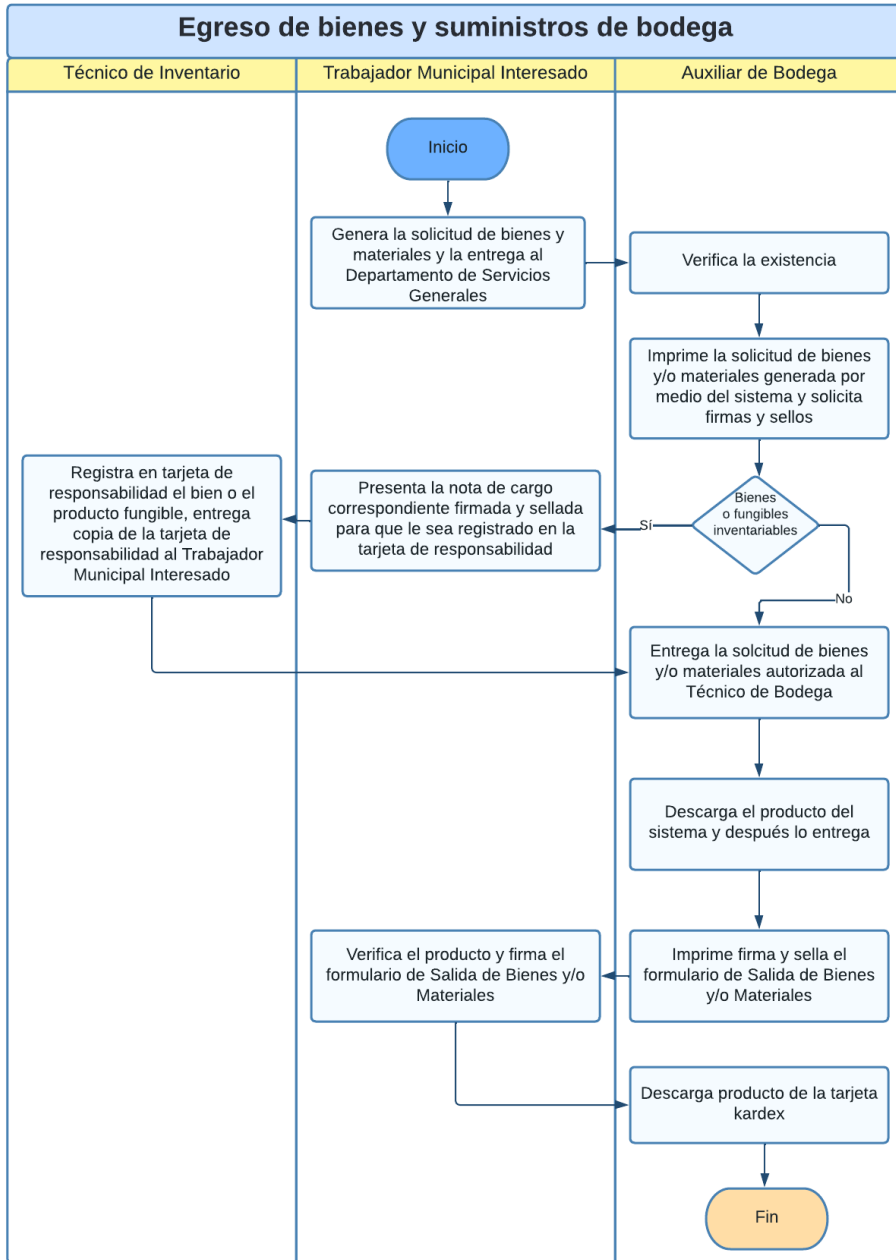 Egreso de bienes y suministros de bodega
Técnico de Inventario
Trabajador Municipal Interesado
Auxiliar de Bodega
Inicio
Genera la solicitud de bienes y
materiales y la entrega al
Departamento de Servicios
Generales
Verifica la existencia
Imprime la solicitud de bienes
y/o materiales generada por
medio del sistema y solicita
firmas y sellos
Bienes
o fungibles
inventariables
Sí
No
Presenta la nota de cargo
correspondiente firmada y sellada
para que le sea registrado en la
tarjeta de responsabilidad
Registra en tarjeta de
responsabilidad el bien o el
producto fungible, entrega
copia de la tarjeta de
responsabilidad al Trabajador
Municipal Interesado
Entrega la solcitud de bienes
y/o materiales autorizada al
Técnico de Bodega
Descarga el producto del
sistema y después lo entrega
Imprime firma y sella el
formulario de Salida de Bienes
y/o Materiales
Verifica el producto y firma el
formulario de Salida de Bienes y/o
Materiales
Descarga producto de la tarjeta
kardex
Fin